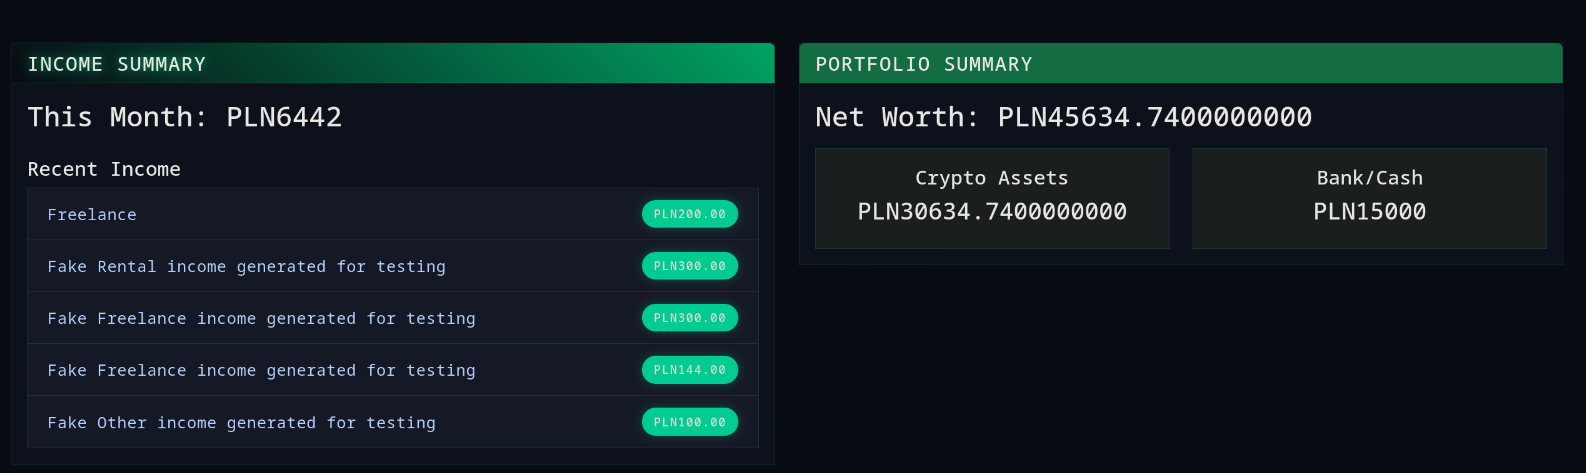 INCOME SUMMARY
This Month: PLN6442
Recent Income
Freelance PLN200.00
Fake Rental income generated for testing PLN300.00
Fake Freelance income generated for testing PLN300.00
Fake Freelance income generated for testing PLN144.00
Fake Other income generated for testing PLN100.00
PORTFOLIO SUMMARY
Net Worth: PLN45634.7400000000
Crypto Assets
PLN30634.7400000000
Bank/Cash
PLN15000